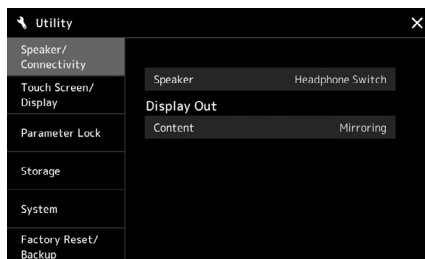 Utility
Speaker/
Connectivity
Touch Screen/
Display
Parameter Lock
Storage
System
Factory Reset/
Backup
Speaker Headphone Switch
Display Out
Content Mirroring